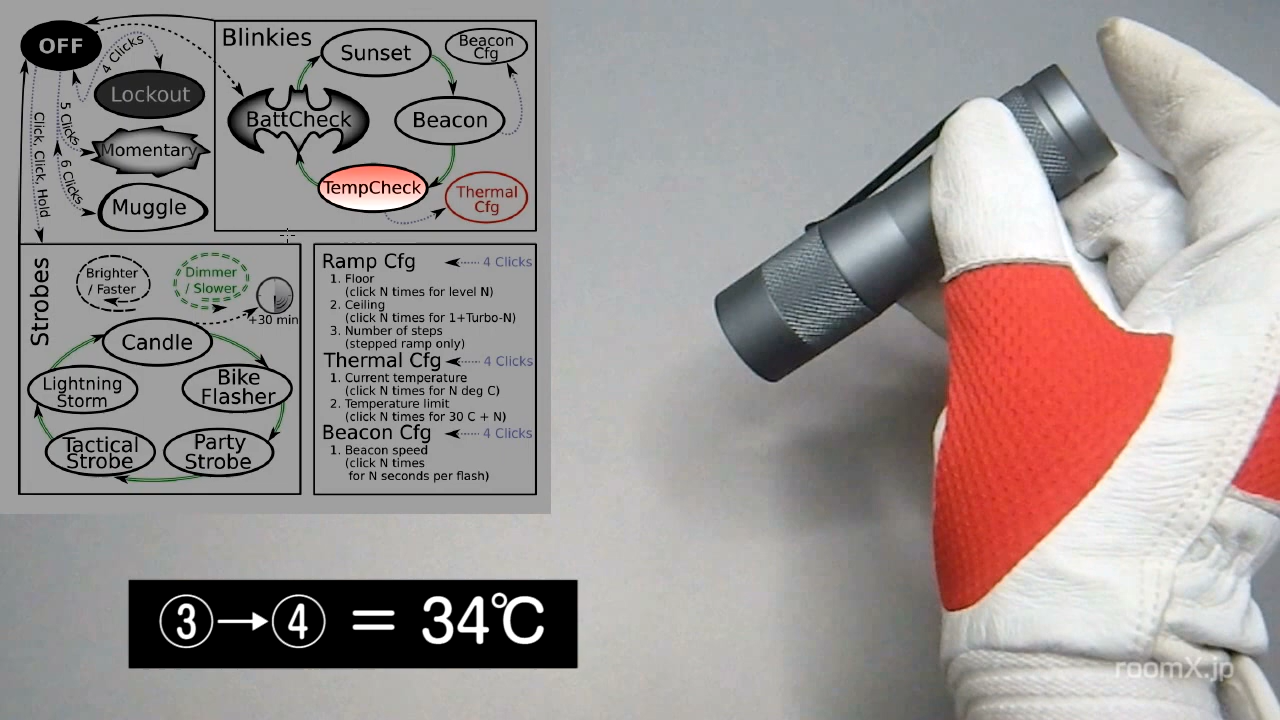 OFF
4 Clicks
Lockout
5 Clicks
Momentary
6 Clicks
Muggle
Click, Click, Hold
Blinkies
Sunset
Beacon
Cfg
BattCheck
Beacon
TempCheck
Thermal
Cfg
Strobes
Brighter
/ Faster
Dimmer
/ Slower
+30 min
Candle
Lightning
Storm
Bike
Flasher
Tactical
Strobe
Party
Strobe
Ramp Cfg 4 Clicks
1. Floor
(click N times for level N)
2. Ceiling
(click N times for 1+Turbo-N)
3. Number of steps
(stepped ramp only)
Thermal Cfg 4 Clicks
1. Current temperature
(click N times for N deg C)
2. Temperature limit
(click N times for 30 C + N)
Beacon Cfg 4 Clicks
1. Beacon speed
(click N times
for N seconds per flash)
③→④ = 34℃
roomX.jp